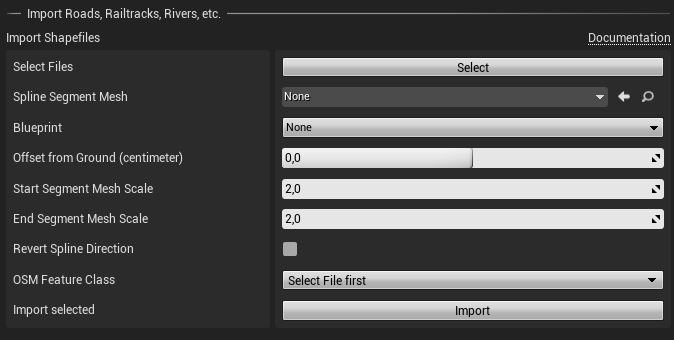 Import Roads, Railtracks, Rivers, etc.
Import Shapefiles Documentation
Select Files Select
Spline Segment Mesh None
Blueprint None
Offset from Ground (centimeter) 0,0
Start Segment Mesh Scale 2,0
End Segment Mesh Scale 2,0
Revert Spline Direction
OSM Feature Class Select File first
Import selected Import